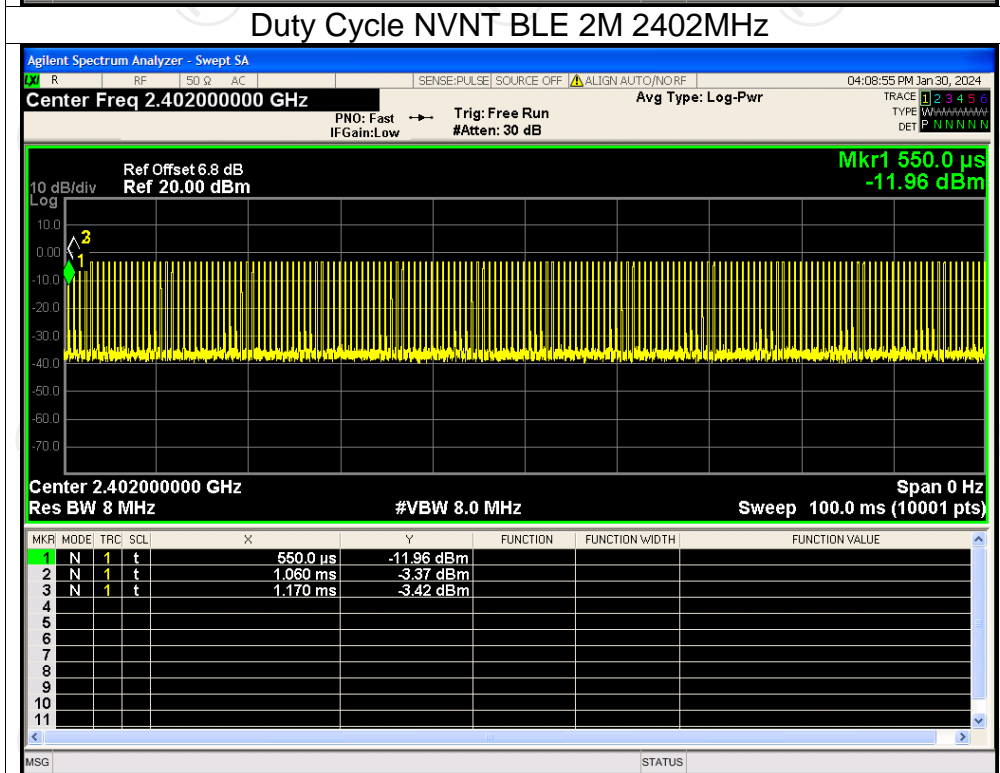 Duty Cycle NVNT BLE 2M 2402MHz
Agilent Spectrum Analyzer - Swept SA
LXI R RF 50 Ω AC SENSE:PULSE SOURCE OFF ALIGN AUTO/NO RF 04:08:55 PM Jan 30, 2024
Center Freq 2.402000000 GHz Avg Type: Log-Pwr TRACE 1 2 3 4 5 6
PNO: Fast Trig: Free Run TYPE WWWWWW
IFGain:Low #Atten: 30 dB DET P N N N N N
Mkr1 550.0 µs
Ref Offset 6.8 dB
10 dB/div Ref 20.00 dBm -11.96 dBm
Log
10.0
2 3
0.00
1
-10.0
-20.0
-30.0
-40.0
-50.0
-60.0
-70.0
Center 2.402000000 GHz Span 0 Hz
Res BW 8 MHz #VBW 8.0 MHz Sweep 100.0 ms (10001 pts)
MKR MODE TRC SCL X Y FUNCTION FUNCTION WIDTH FUNCTION VALUE
1 N 1 t 550.0 µs -11.96 dBm
2 N 1 t 1.060 ms -3.37 dBm
3 N 1 t 1.170 ms -3.42 dBm
4
5
6
7
8
9
10
11
MSG STATUS